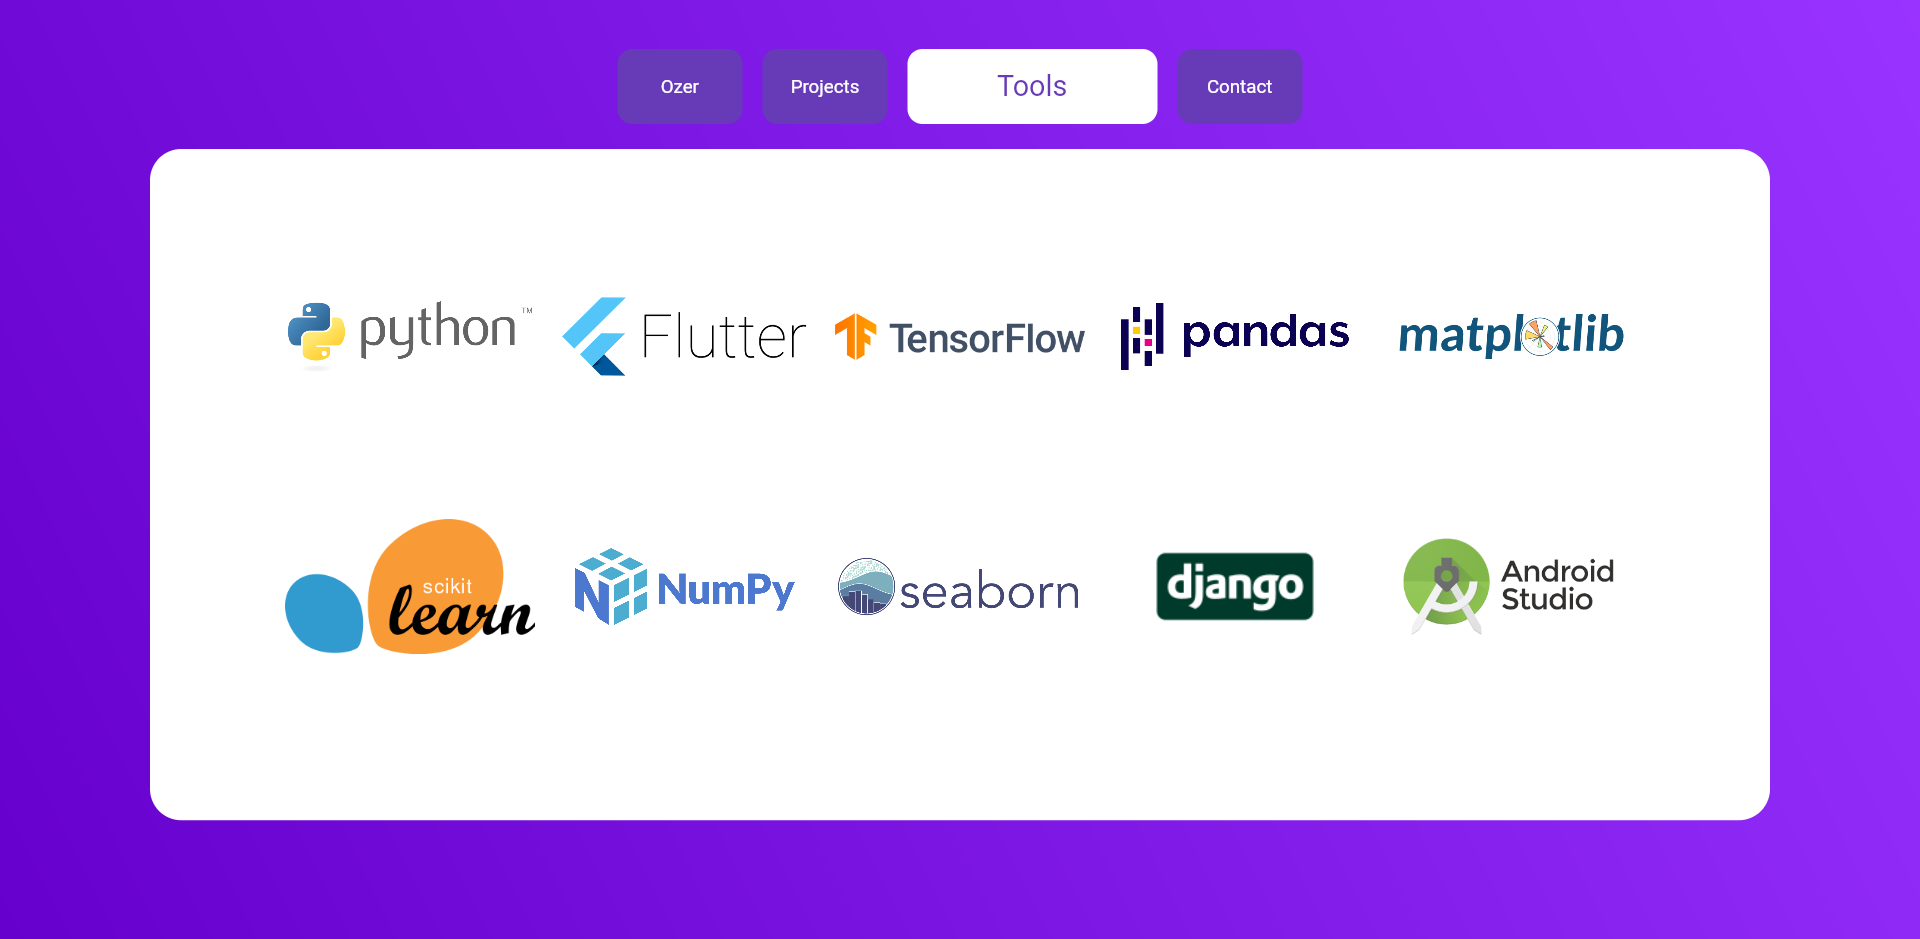 Ozer
Projects
Tools
Contact
python™
Flutter
TensorFlow
pandas
matplotlib
scikit
learn
NumPy
seaborn
django
Android
Studio